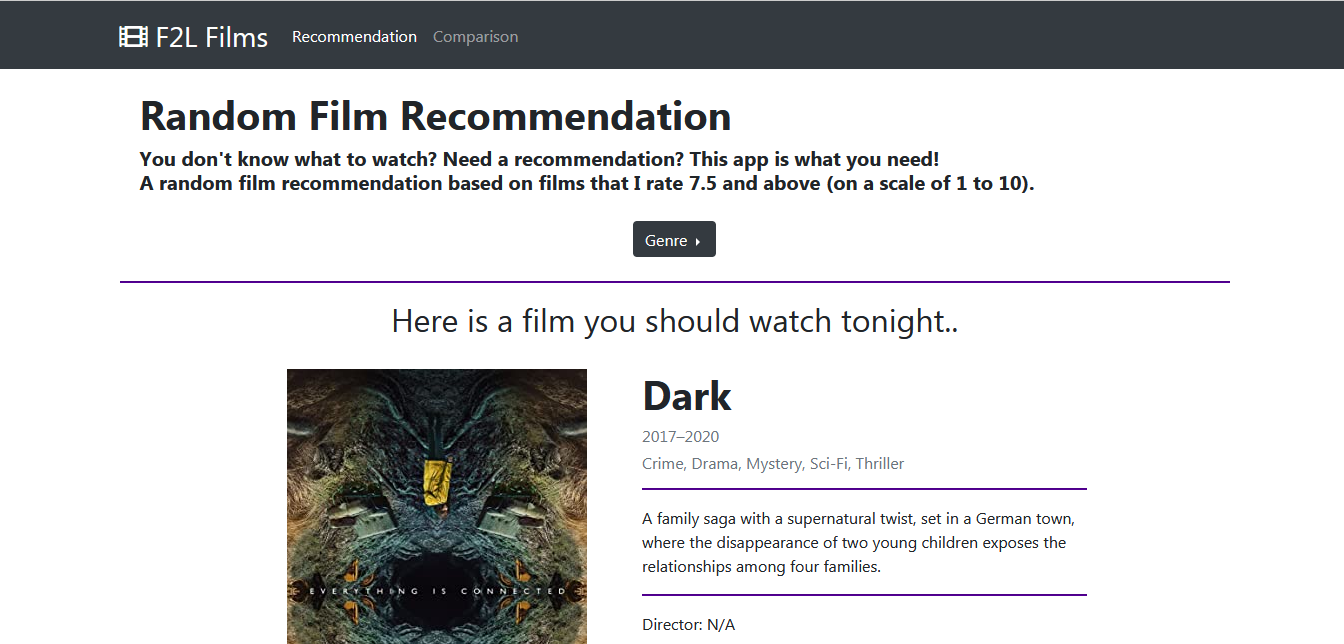 F2L Films Recommendation Comparison
Random Film Recommendation
You don't know what to watch? Need a recommendation? This app is what you need!
A random film recommendation based on films that I rate 7.5 and above (on a scale of 1 to 10).
Genre
Here is a film you should watch tonight..
EVERYTHING IS CONNECTED
Dark
2017–2020
Crime, Drama, Mystery, Sci-Fi, Thriller
A family saga with a supernatural twist, set in a German town,
where the disappearance of two young children exposes the
relationships among four families.
Director: N/A